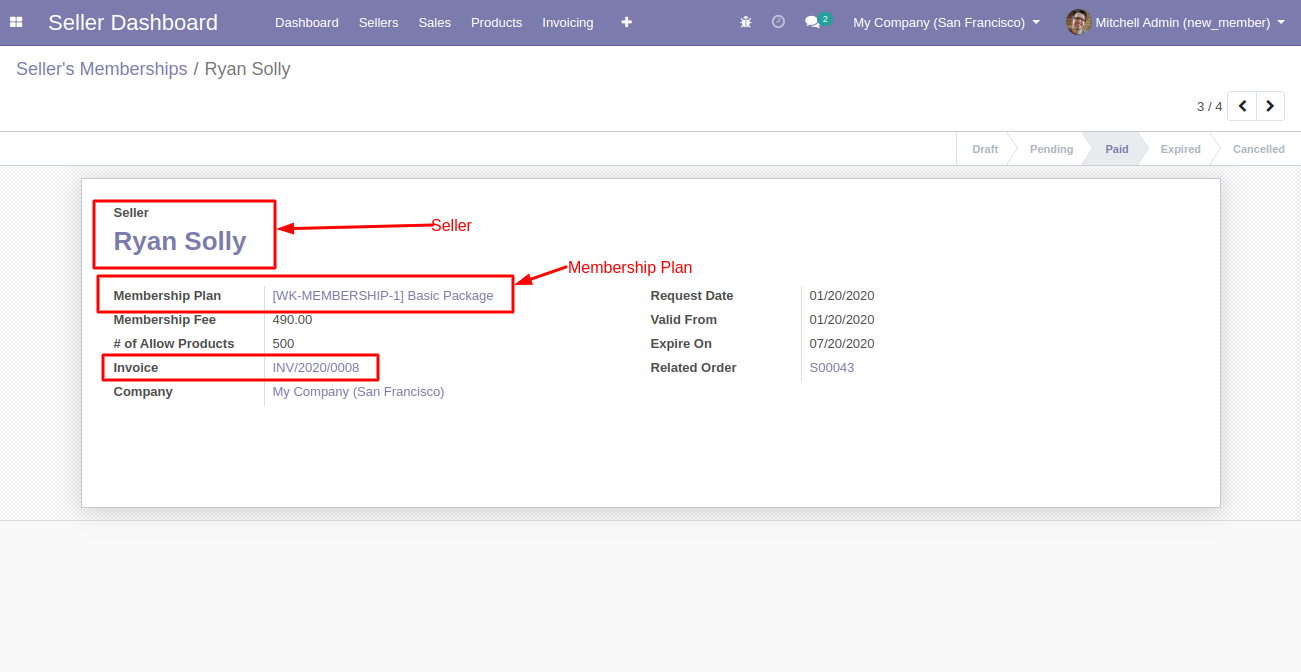 Seller Dashboard Dashboard Sellers Sales Products Invoicing 2 My Company (San Francisco) Mitchell Admin (new_member)
Seller's Memberships / Ryan Solly
3 / 4
Draft Pending Paid Expired Cancelled
Seller
Ryan Solly
Seller
Membership Plan
Membership Plan [WK-MEMBERSHIP-1] Basic Package Request Date 01/20/2020
Membership Fee 490.00 Valid From 01/20/2020
# of Allow Products 500 Expire On 07/20/2020
Invoice INV/2020/0008 Related Order S00043
Company My Company (San Francisco)